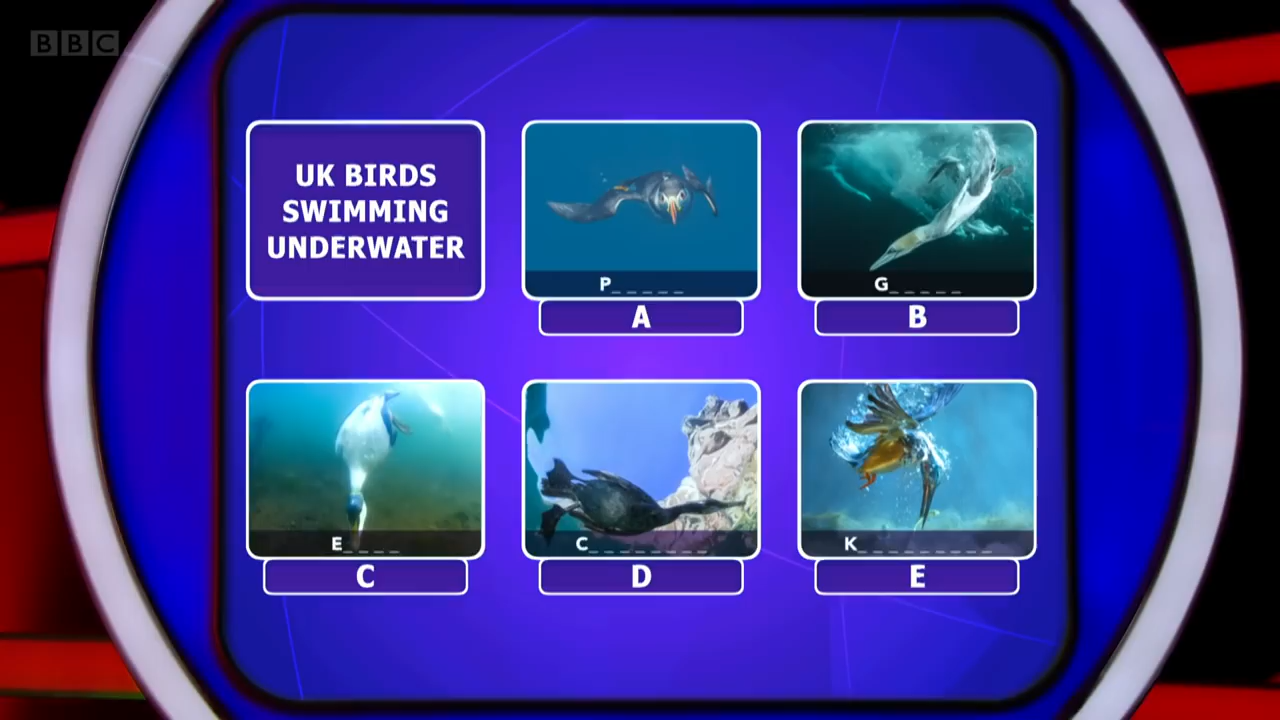 BBC
UK BIRDS
SWIMMING
UNDERWATER
P_ _ _ _ _
A
G_ _ _ _ _
B
E_ _ _ _
C
C_ _ _ _ _ _ _ _
D
K_ _ _ _ _ _ _ _ _
E